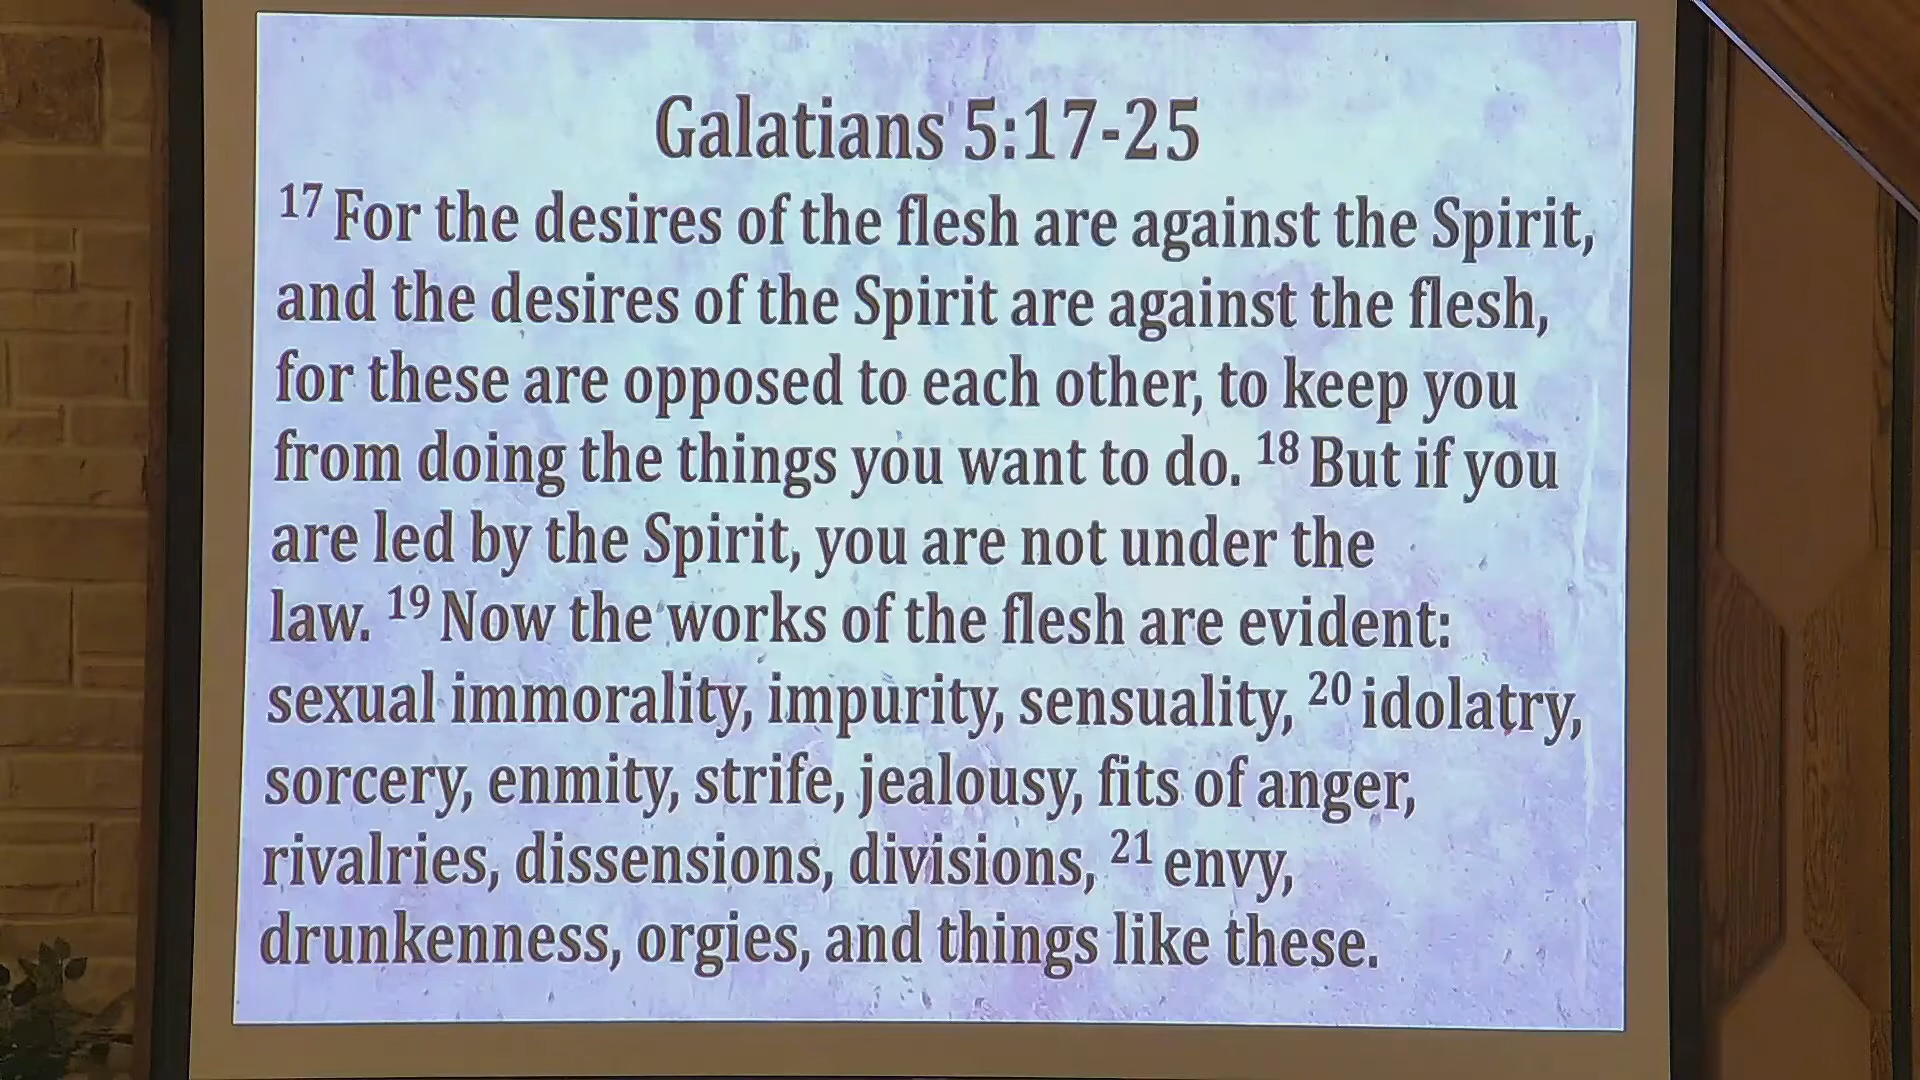 Galatians 5:17-25
17 For the desires of the flesh are against the Spirit,
and the desires of the Spirit are against the flesh,
for these are opposed to each other, to keep you
from doing the things you want to do. 18 But if you
are led by the Spirit, you are not under the
law. 19 Now the works of the flesh are evident:
sexual immorality, impurity, sensuality, 20 idolatry,
sorcery, enmity, strife, jealousy, fits of anger,
rivalries, dissensions, divisions, 21 envy,
drunkenness, orgies, and things like these.